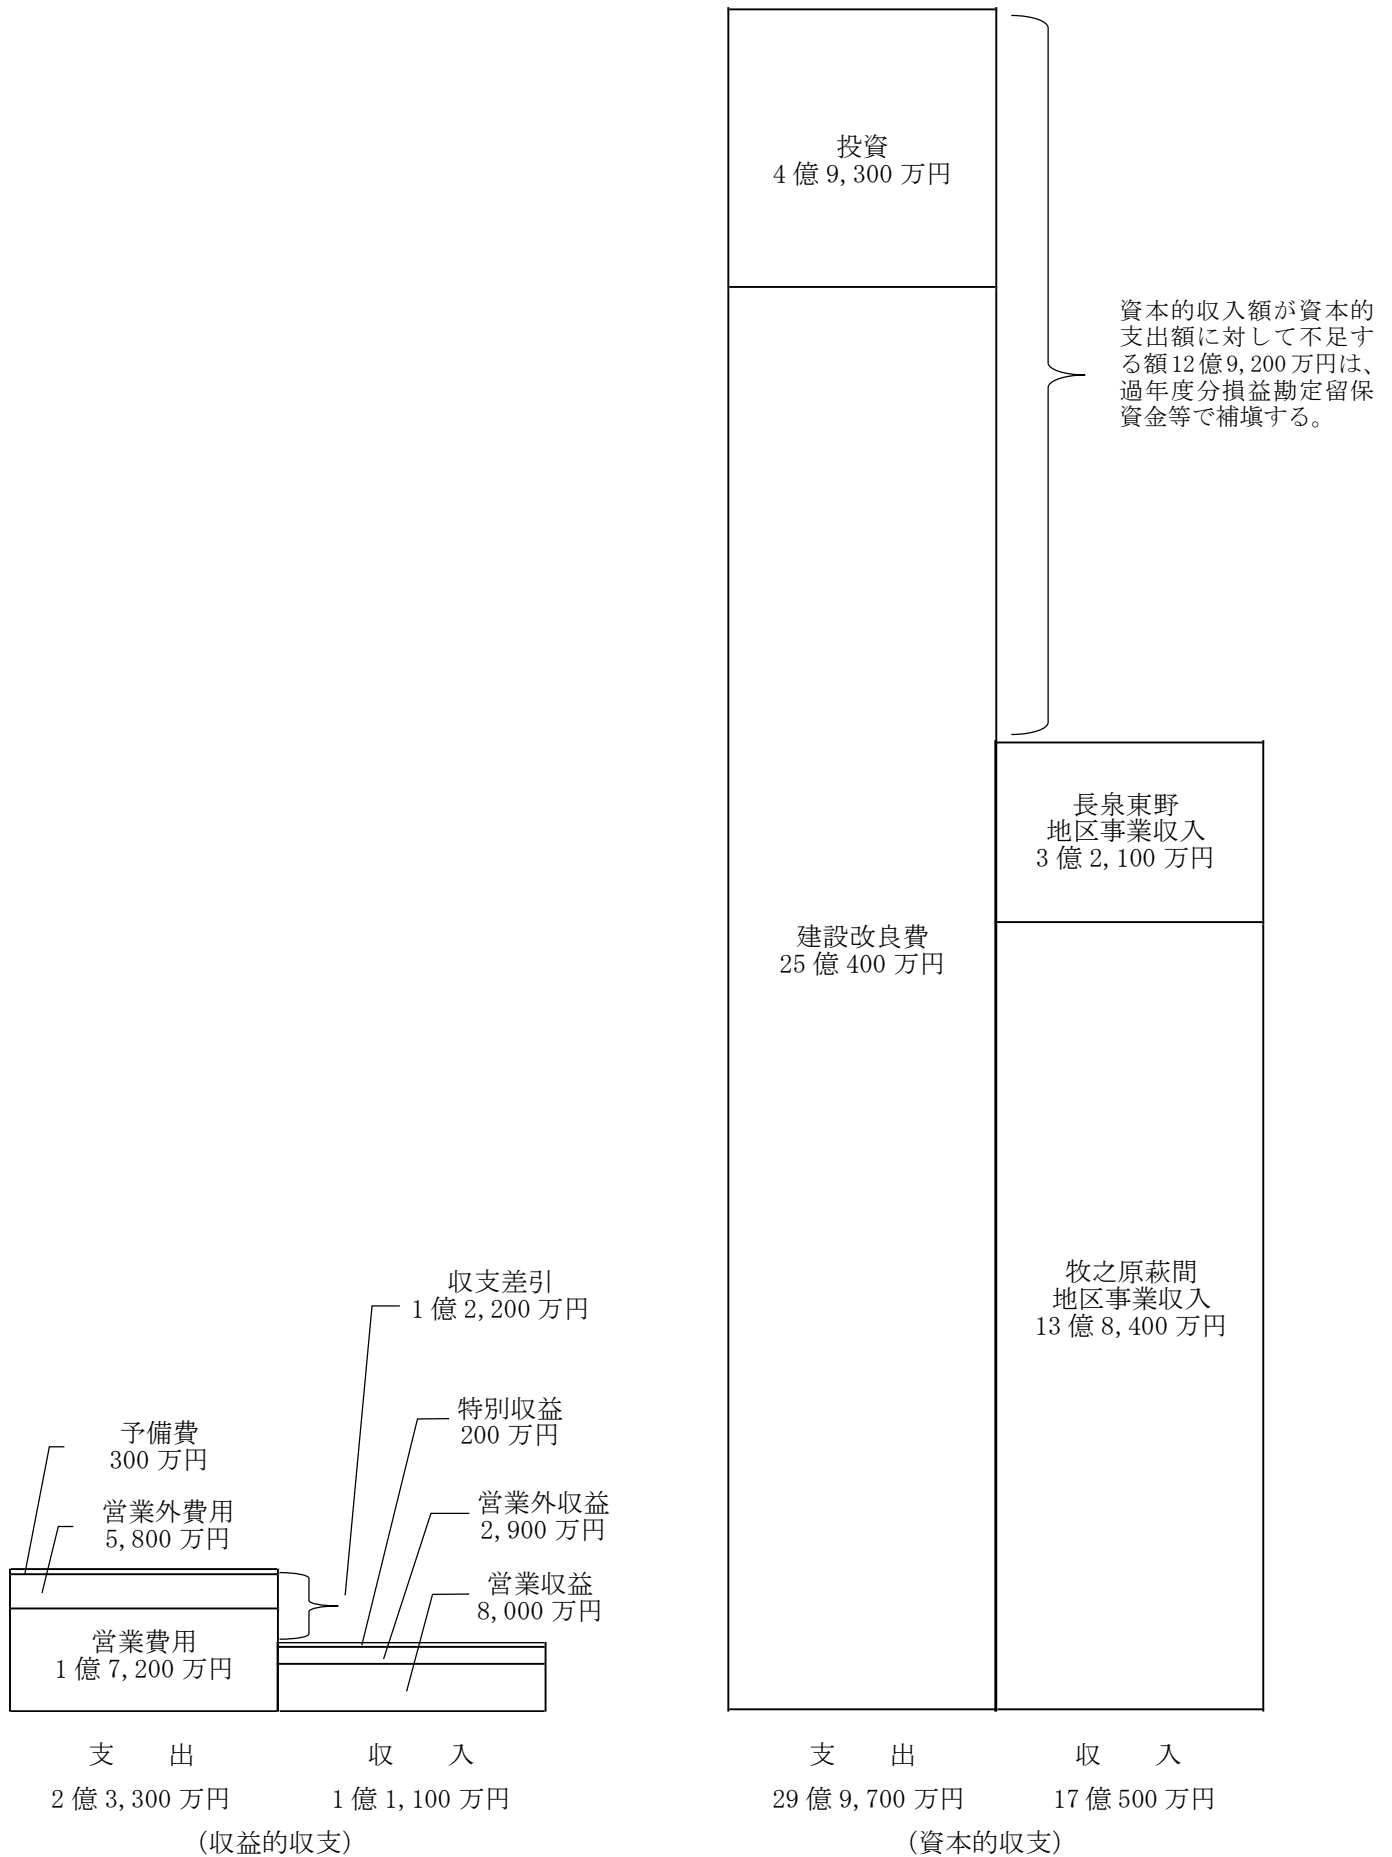 投資
4億9,300万円
資本的収入額が資本的
支出額に対して不足す
る額12億9,200万円は、
過年度分損益勘定留保
資金等で補塡する。
長泉東野
地区事業収入
3億2,100万円
建設改良費
25億400万円
牧之原萩間
地区事業収入
13億8,400万円
収支差引
1億2,200万円
特別収益
200万円
予備費
300万円
営業外収益
2,900万円
営業外費用
5,800万円
営業収益
8,000万円
営業費用
1億7,200万円
支 出
2億3,300万円
収 入
1億1,100万円
(収益的収支)
支 出
29億9,700万円
収 入
17億500万円
(資本的収支)